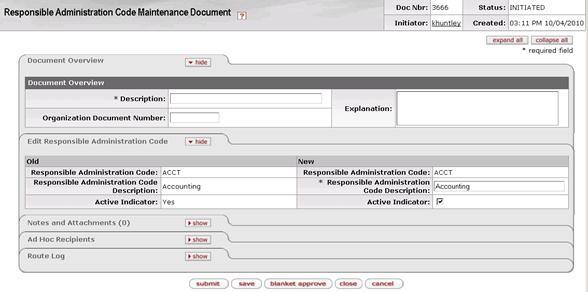 Responsible Administration Code Maintenance Document ?
Doc Nbr: 3666 Status: INITIATED
Initiator: khuntley Created: 03:11 PM 10/04/2010
expand all collapse all
* required field
Document Overview hide
Document Overview
* Description: Explanation:
Organization Document Number:
Edit Responsible Administration Code hide
Old New
Responsible Administration Code: ACCT Responsible Administration Code: ACCT
Responsible Administration Code Description: Accounting * Responsible Administration Code Description: Accounting
Active Indicator: Yes Active Indicator:
Notes and Attachments (0) show
Ad Hoc Recipients show
Route Log show
submit save blanket approve close cancel